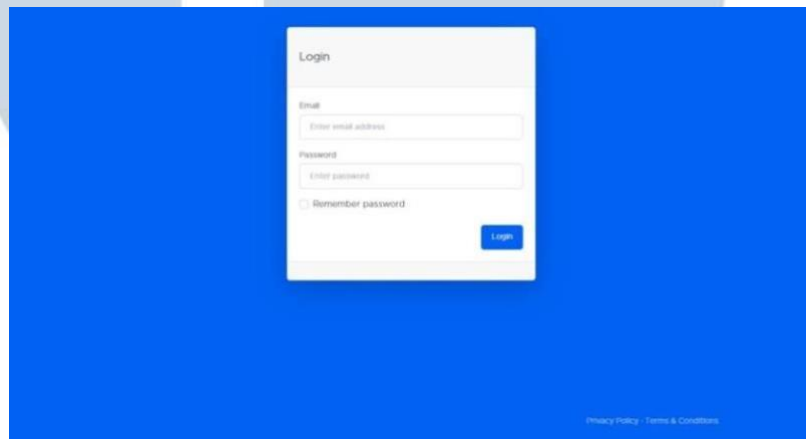 Login
Email
Enter email address
Password
Enter password
Remember password
Login
Privacy Policy · Terms & Conditions